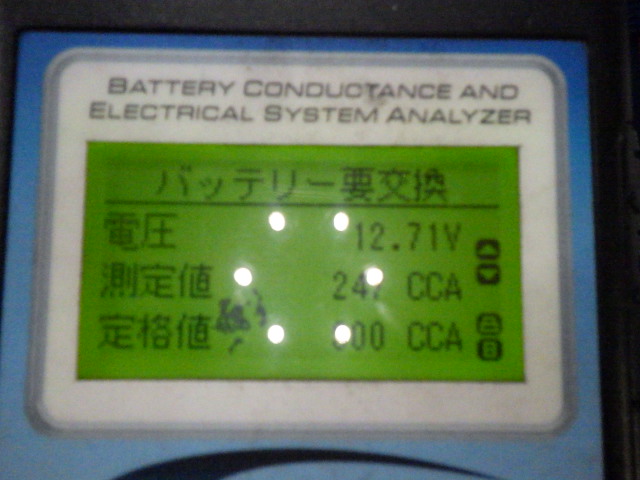 BATTERY CONDUCTANCE AND
ELECTRICAL SYSTEM ANALYZER
バッテリー要交換
電圧 12.71V
測定値 CCA
定格値 CCA